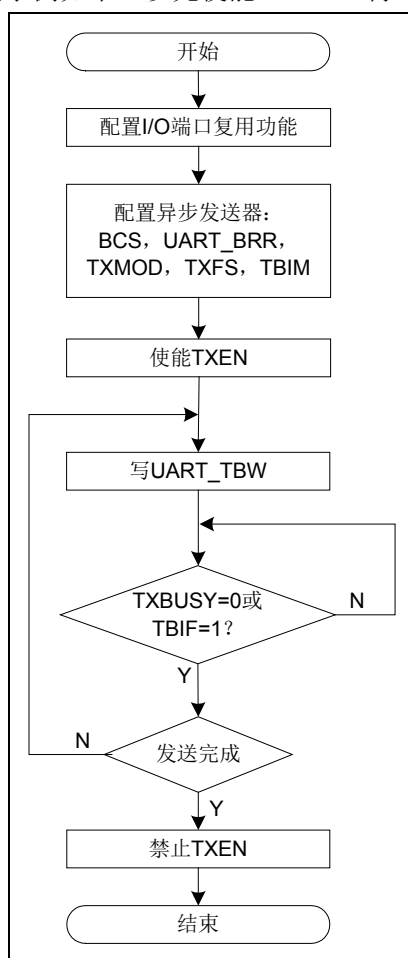 开始
配置I/O端口复用功能
配置异步发送器：
BCS，UART_BRR，
TXMOD，TXFS，TBIM
使能TXEN
写UART_TBW
TXBUSY=0或
TBIF=1？
N
Y
N
发送完成
Y
禁止TXEN
结束